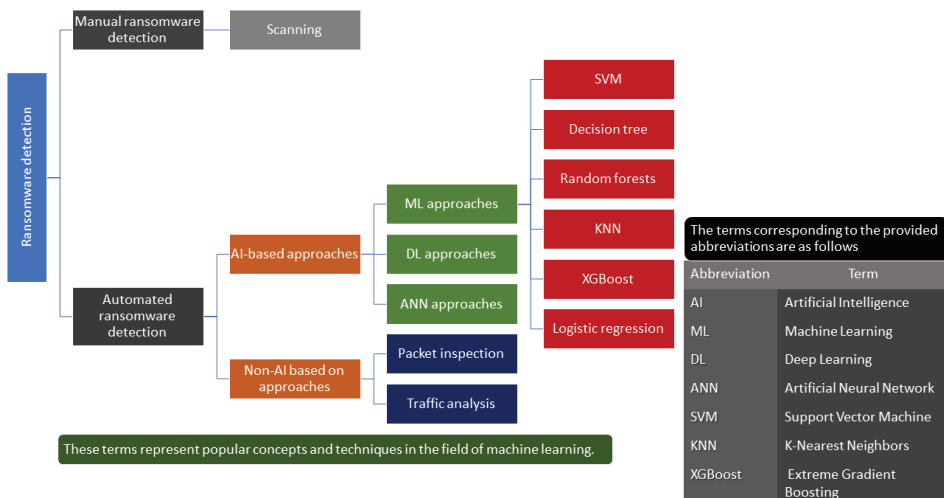 Ransomware detection
Manual ransomware
detection
Scanning
Automated
ransomware
detection
AI-based approaches
Non-AI based on
approaches
ML approaches
DL approaches
ANN approaches
Packet inspection
Traffic analysis
SVM
Decision tree
Random forests
KNN
XGBoost
Logistic regression
These terms represent popular concepts and techniques in the field of machine learning.
The terms corresponding to the provided
abbreviations are as follows
Abbreviation Term
AI Artificial Intelligence
ML Machine Learning
DL Deep Learning
ANN Artificial Neural Network
SVM Support Vector Machine
KNN K-Nearest Neighbors
XGBoost Extreme Gradient
Boosting